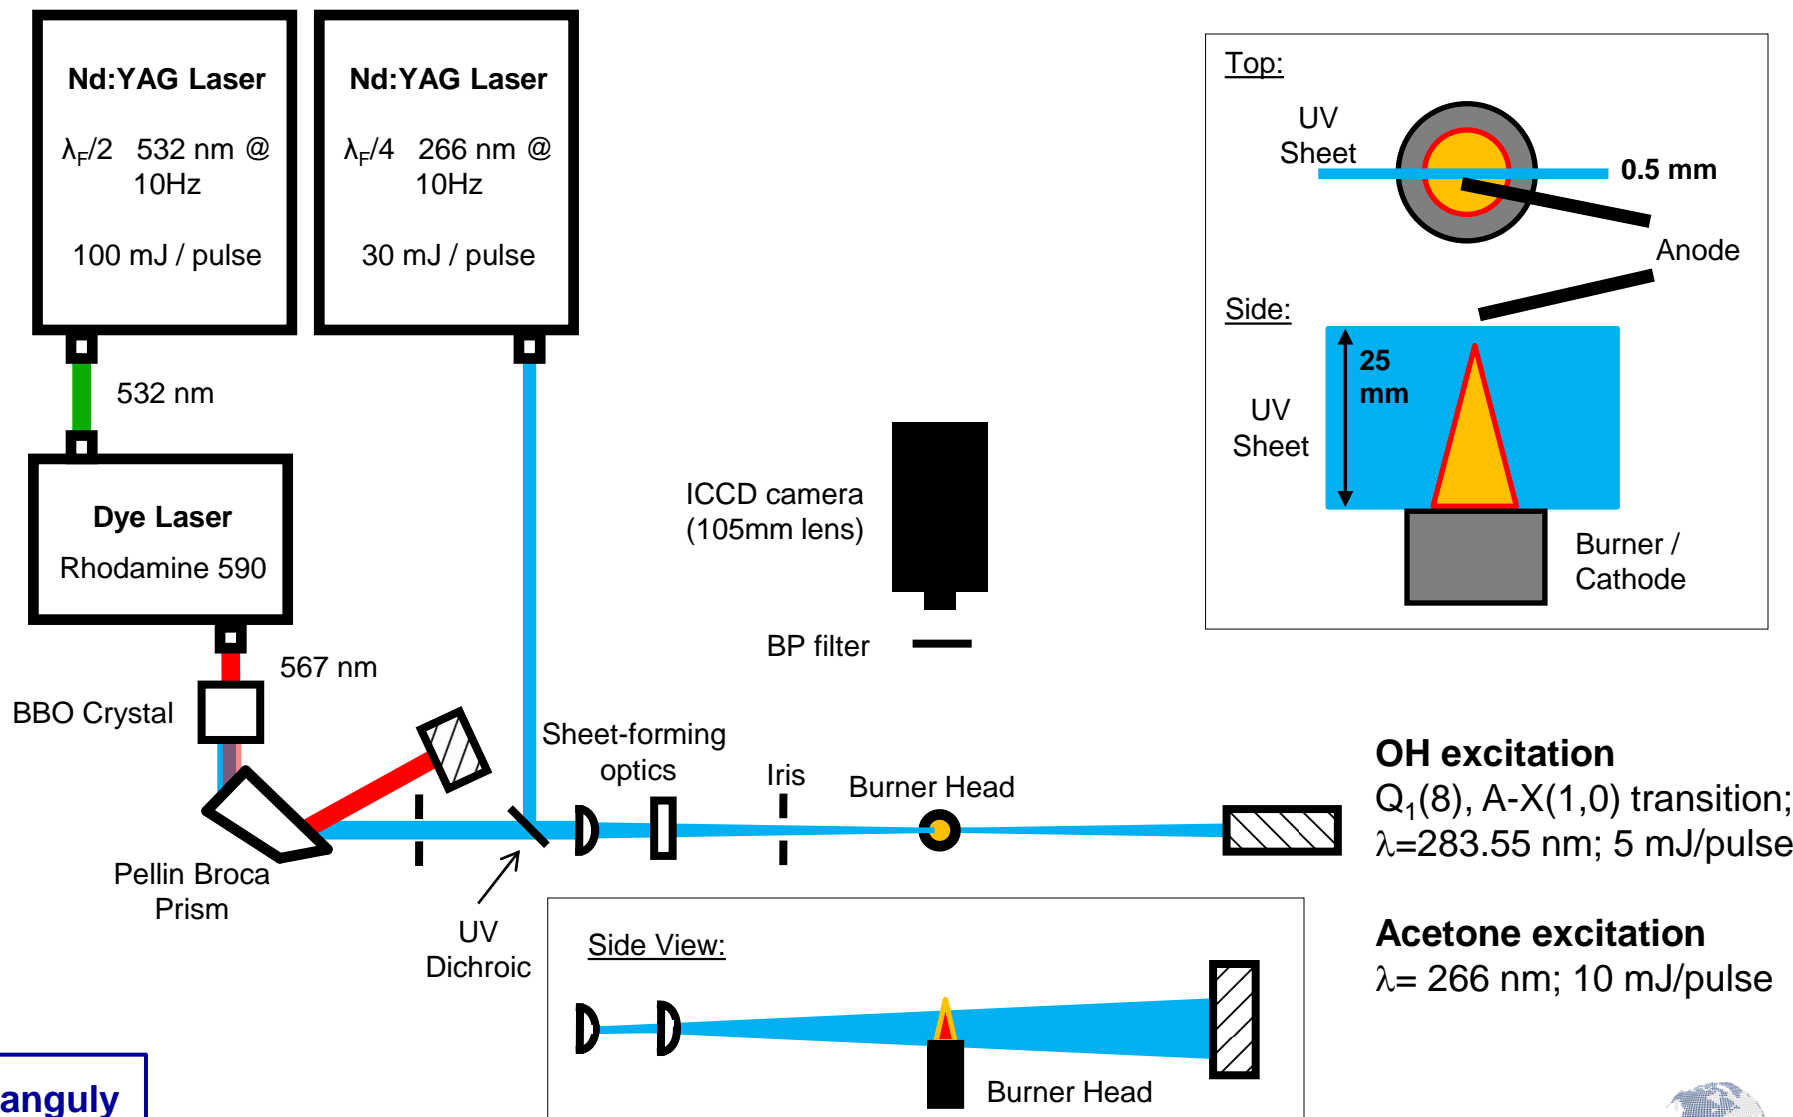 Nd:YAG Laser
λF/2 532 nm @
10Hz
100 mJ / pulse
Nd:YAG Laser
λF/4 266 nm @
10Hz
30 mJ / pulse
532 nm
Dye Laser
Rhodamine 590
567 nm
BBO Crystal
Pellin Broca
Prism
UV
Dichroic
Sheet-forming
optics
Iris
Burner Head
ICCD camera
(105mm lens)
BP filter
Top:
UV
Sheet
0.5 mm
Anode
Side:
25
mm
UV
Sheet
Burner /
Cathode
OH excitation
Q1(8), A-X(1,0) transition;
λ=283.55 nm; 5 mJ/pulse
Acetone excitation
λ= 266 nm; 10 mJ/pulse
Side View:
Burner Head
anguly